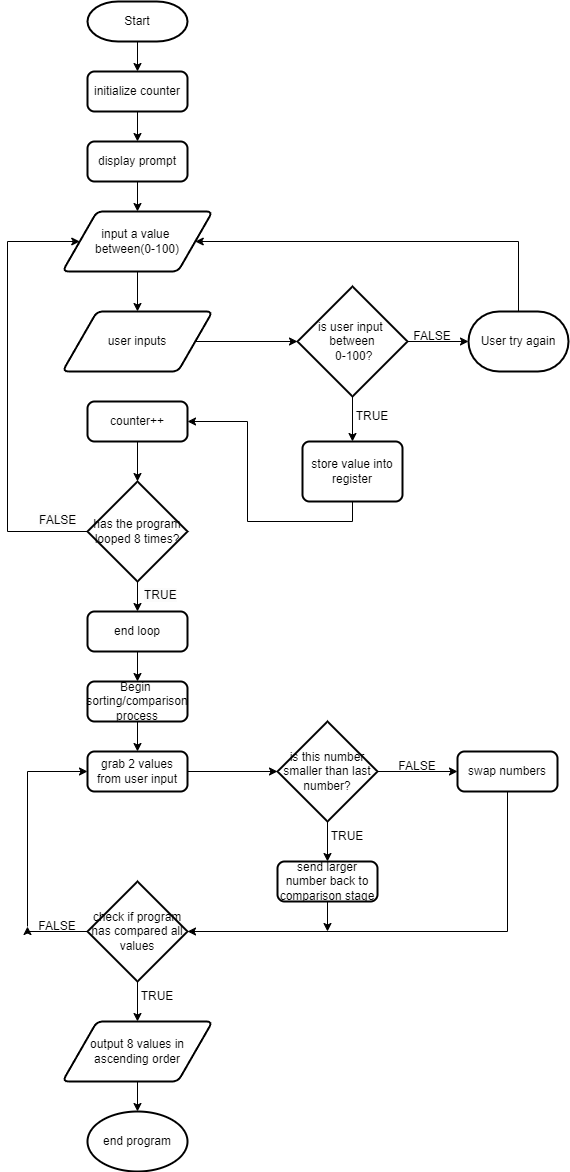 Start
initialize counter
display prompt
input a value
between(0-100)
user inputs
is user input
between
0-100?
FALSE
User try again
TRUE
counter++
store value into
register
FALSE
has the program
looped 8 times?
TRUE
end loop
Begin
sorting/comparison
process
grab 2 values
from user input
is this number
smaller than last
number?
FALSE
swap numbers
TRUE
send larger
number back to
comparison stage
FALSE
check if program
has compared all
values
TRUE
output 8 values in
ascending order
end program